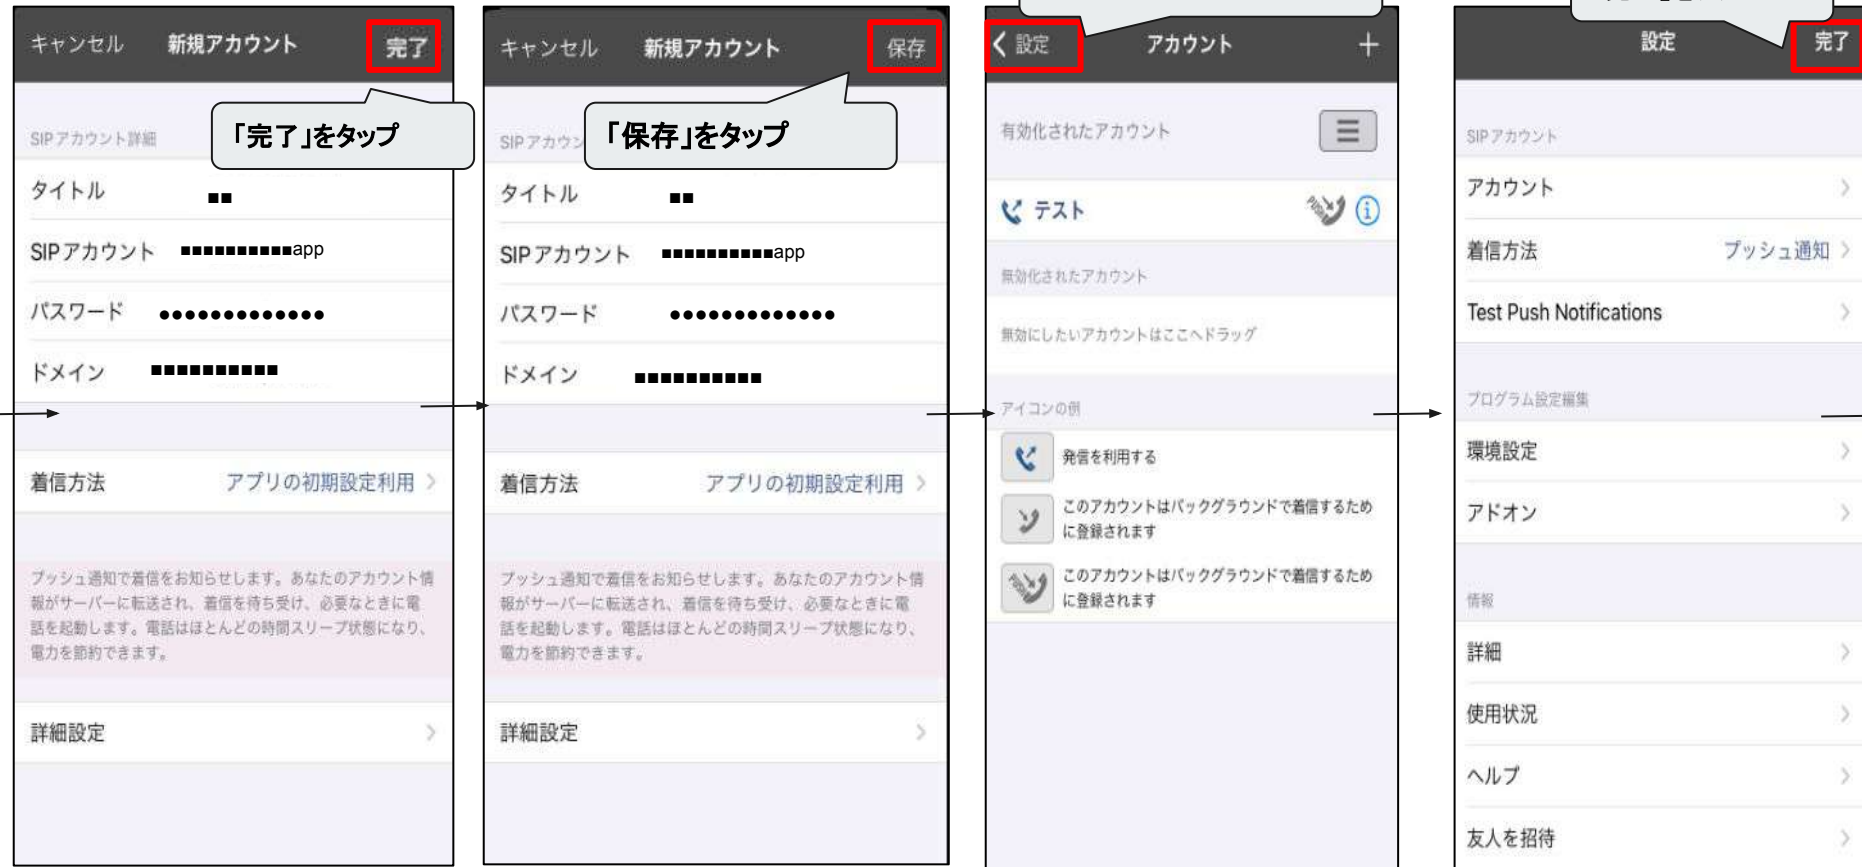 キャンセル 新規アカウント 完了
「完了」をタップ
SIPアカウント詳細
タイトル ■■
SIPアカウント ■■■■■■■■■■app
パスワード ●●●●●●●●●●●●●
ドメイン ■■■■■■■■■■
着信方法 アプリの初期設定利用
プッシュ通知で着信をお知らせします。あなたのアカウント情
報がサーバーに転送され、着信を待ち受け、必要なときに電
話を起動します。電話はほとんどの時間スリープ状態になり、
電力を節約できます。
詳細設定
キャンセル 新規アカウント 保存
「保存」をタップ
SIPアカウン
タイトル ■■
SIPアカウント ■■■■■■■■■■app
パスワード ●●●●●●●●●●●●●
ドメイン ■■■■■■■■■■
着信方法 アプリの初期設定利用
プッシュ通知で着信をお知らせします。あなたのアカウント情
報がサーバーに転送され、着信を待ち受け、必要なときに電
話を起動します。電話はほとんどの時間スリープ状態になり、
電力を節約できます。
詳細設定
設定 アカウント +
有効化されたアカウント
テスト
無効化されたアカウント
無効にしたいアカウントはここへドラッグ
アイコンの例
発信を利用する
このアカウントはバックグラウンドで着信するため
に登録されます
このアカウントはバックグラウンドで着信するため
に登録されます
設定 完了
SIPアカウント
アカウント
着信方法 プッシュ通知
Test Push Notifications
プログラム設定編集
環境設定
アドオン
情報
詳細
使用状況
ヘルプ
友人を招待